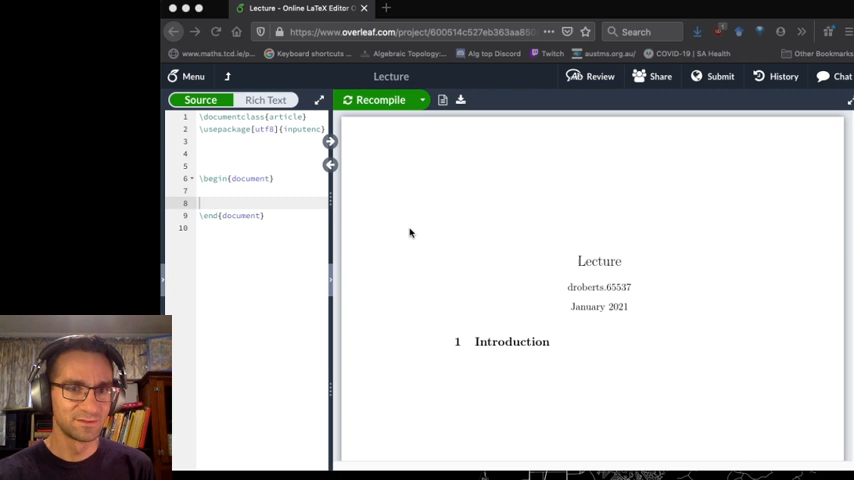 Lecture - Online LaTeX Editor
https://www.overleaf.com/project/600514c527eb363aa850
Search
www.maths.tcd.ie/pub/
Keyboard shortcuts ...
Algebraic Topology:...
Alg top Discord
Twitch
austms.org.au/
COVID-19 | SA Health
Other Bookmarks
Menu
Lecture
Ab Review
Share
Submit
History
Chat
Source
Rich Text
Recompile
1 \documentclass{article}
2 \usepackage[utf8]{inputenc}
3
4
5
6 \begin{document}
7
8
9 \end{document}
10
Lecture
droberts.65537
January 2021
1 Introduction